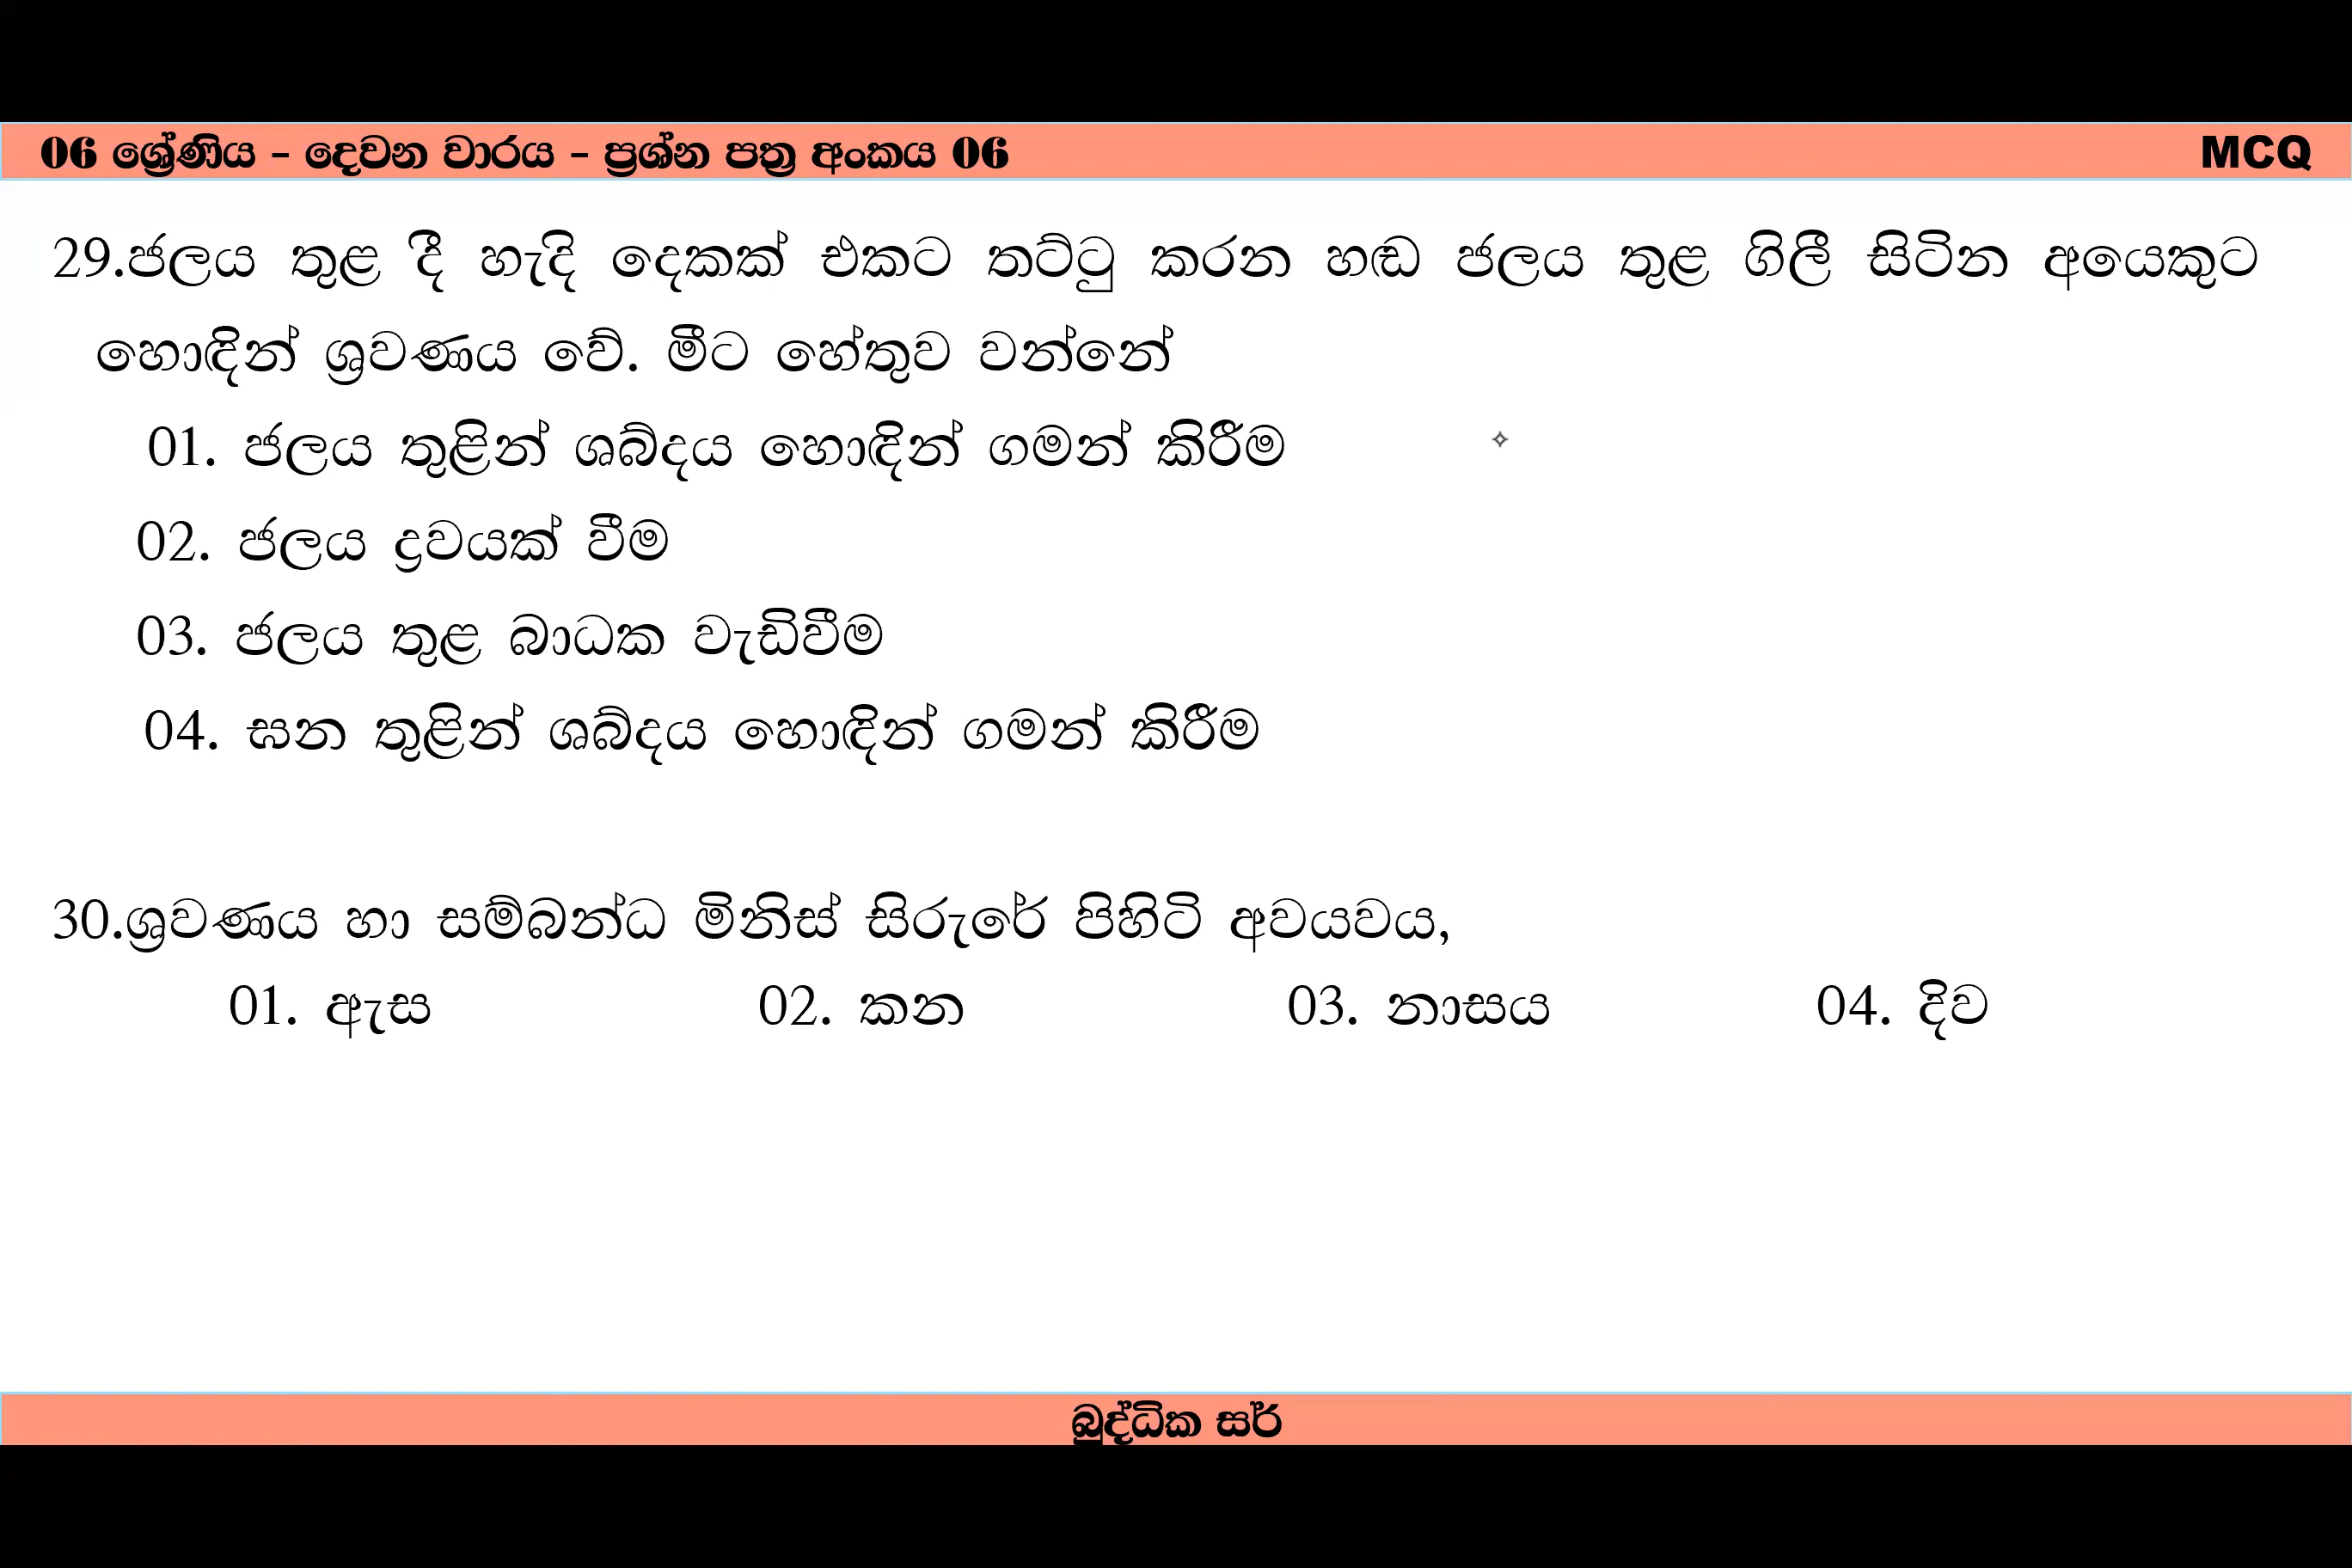 06 ශ්‍රේණිය - දෙවන වාරය - ප්‍රශ්න පත්‍ර අංකය 06 MCQ
29.ජලය තුළ දී හැඳි දෙකක් එකට තට්ටු කරන හඬ ජලය තුළ ගිලී සිටින අයෙකුට
හොඳින් ශ්‍රවණය වේ. මීට හේතුව වන්නේ
01. ජලය තුළින් ශබ්දය හොඳින් ගමන් කිරීම
02. ජලය ද්‍රවයක් වීම
03. ජලය තුළ බාධක වැඩිවීම
04. ඝන තුළින් ශබ්දය හොඳින් ගමන් කිරීම
30.ශ්‍රවණය හා සම්බන්ධ මිනිස් සිරුරේ පිහිටි අවයවය,
01. ඇස 02. කන 03. නාසය 04. දිව
බුද්ධික සර්